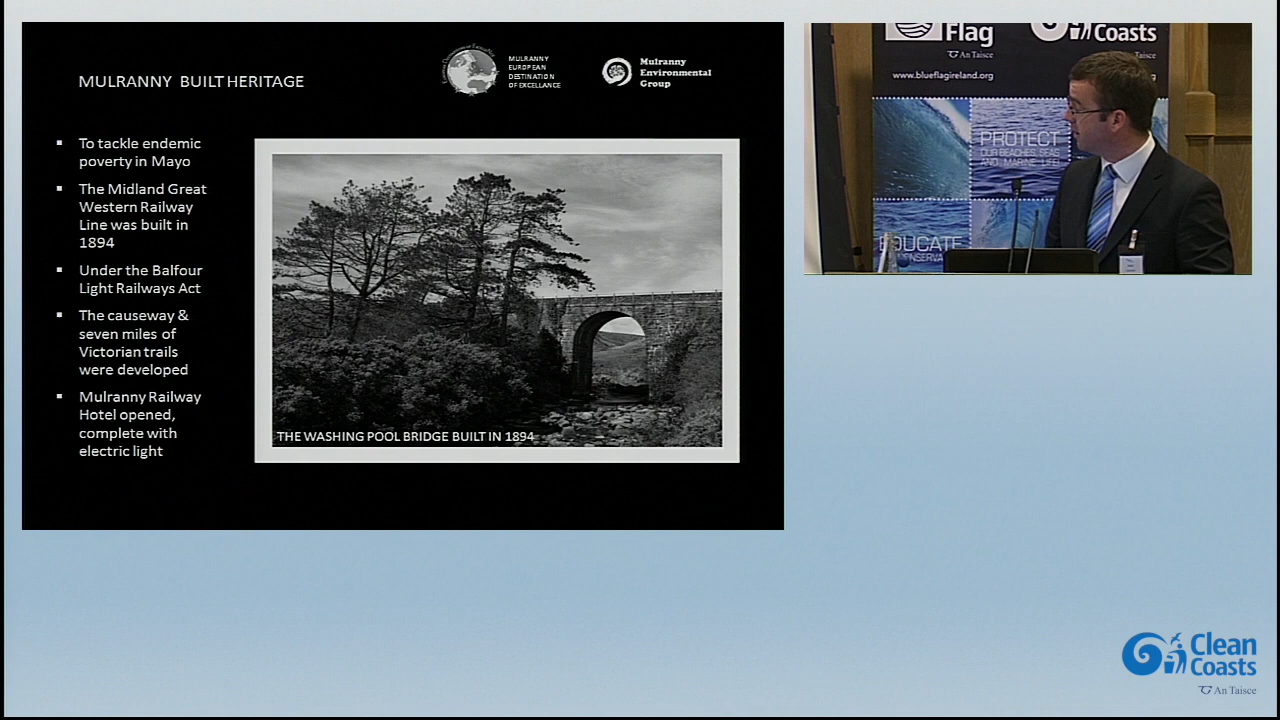 MULRANNY BUILT HERITAGE
MULRANNY
EUROPEAN
DESTINATION
OF EXCELLENCE
Mulranny
Environmental
Group
To tackle endemic
poverty in Mayo
The Midland Great
Western Railway
Line was built in
1894
Under the Balfour
Light Railways Act
The causeway &
seven miles of
Victorian trails
were developed
Mulranny Railway
Hotel opened,
complete with
electric light
THE WASHING POOL BRIDGE BUILT IN 1894
Flag
An Taisce
www.blueflagireland.org
Coasts
An Taisce
PROTECT
OUR BEACHES, SEAS
AND MARINE LIFE!
EDUCATE
Clean
Coasts
An Taisce